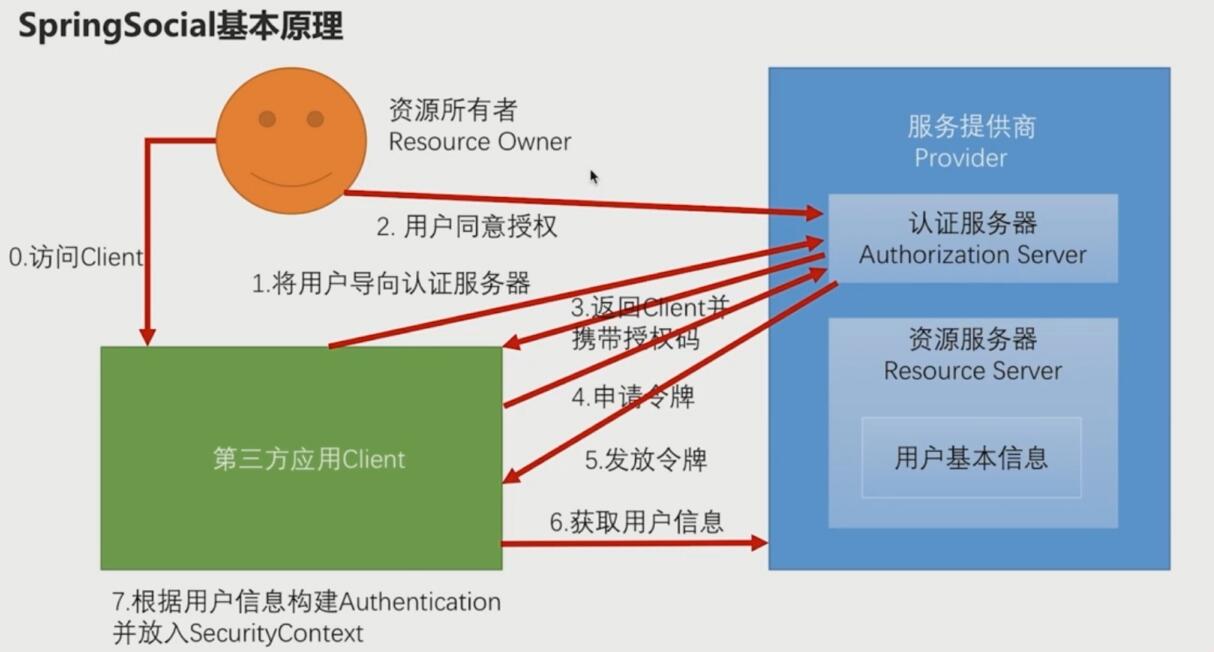 SpringSocial基本原理
资源所有者
Resource Owner
服务提供商
Provider
2. 用户同意授权
认证服务器
Authorization Server
0.访问Client
1.将用户导向认证服务器
3.返回Client并
携带授权码
资源服务器
Resource Server
4.申请令牌
第三方应用Client
5.发放令牌
用户基本信息
6.获取用户信息
7.根据用户信息构建Authentication
并放入SecurityContext